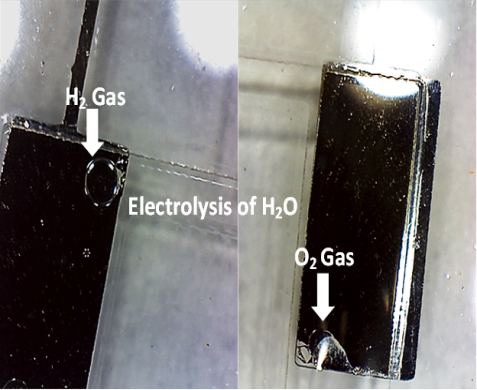 H₂ Gas
Electrolysis of H₂O
O₂ Gas